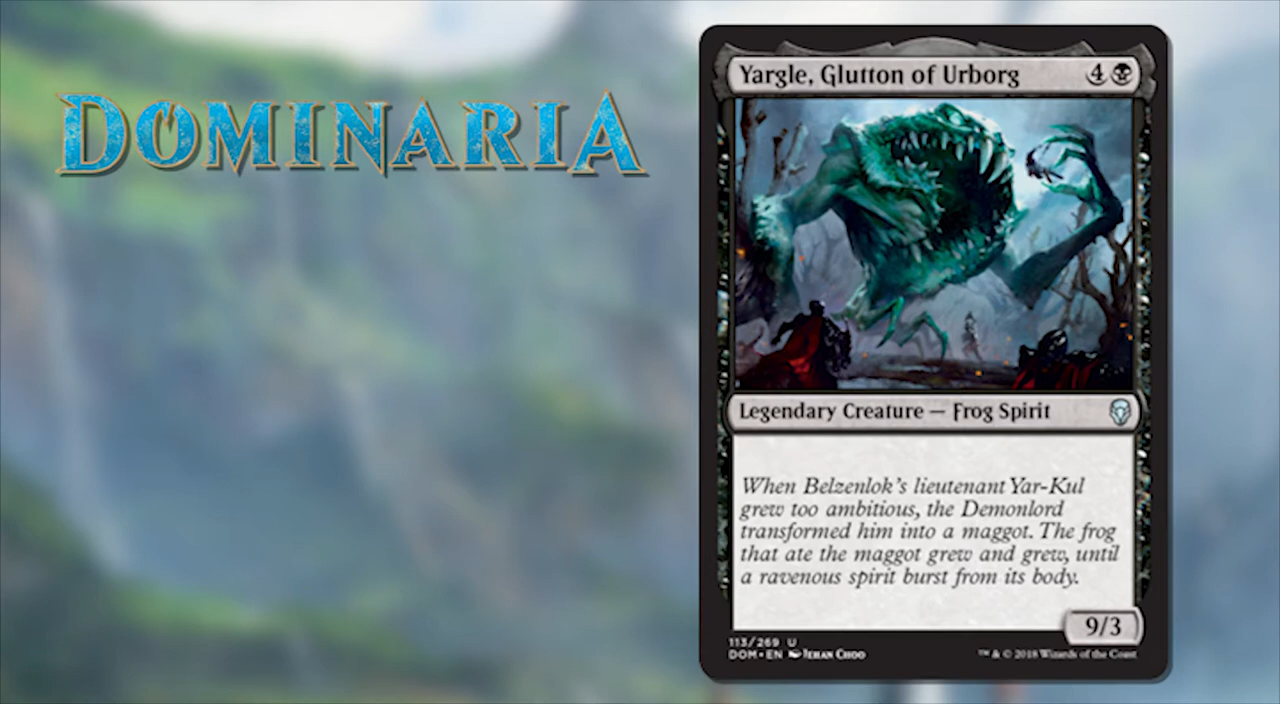 DOMINARIA
Yargle, Glutton of Urborg 4
Legendary Creature — Frog Spirit
When Belzenlok's lieutenant Yar-Kul
grew too ambitious, the Demonlord
transformed him into a maggot. The frog
that ate the maggot grew and grew, until
a ravenous spirit burst from its body.
9/3
113/269 U
DOM • EN Jehan Choo
™ & © 2018 Wizards of the Coast